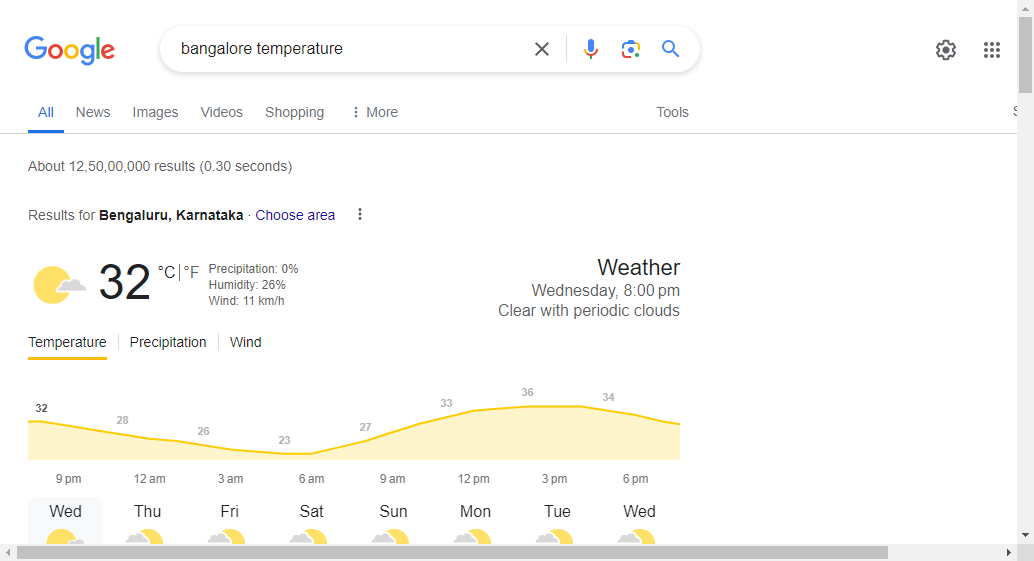 Google
bangalore temperature
All News Images Videos Shopping More Tools
About 12,50,00,000 results (0.30 seconds)
Results for Bengaluru, Karnataka · Choose area
32 °C | °F
Precipitation: 0%
Humidity: 26%
Wind: 11 km/h
Weather
Wednesday, 8:00 pm
Clear with periodic clouds
Temperature Precipitation Wind
32 28 26 23 27 33 36 34
9 pm 12 am 3 am 6 am 9 am 12 pm 3 pm 6 pm
Wed Thu Fri Sat Sun Mon Tue Wed